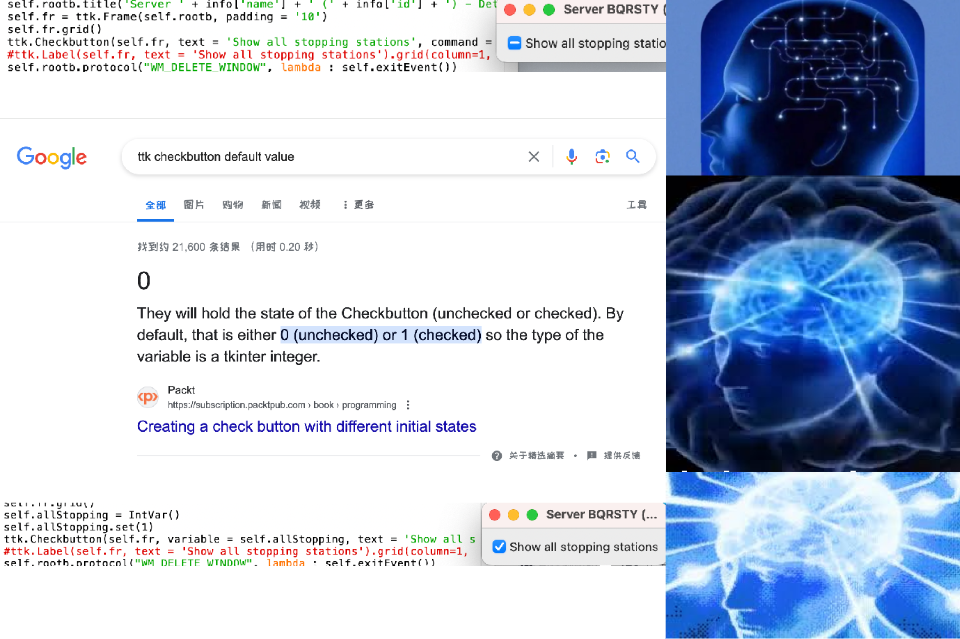 self.rootb.title('Server ' + info['name'] + ' (' + info['id'] + ') - Det
self.fr = ttk.Frame(self.rootb, padding = '10')
self.fr.grid()
ttk.Checkbutton(self.fr, text = 'Show all stopping stations', command =
#ttk.Label(self.fr, text = 'Show all stopping stations').grid(column=1,
self.rootb.protocol("WM_DELETE_WINDOW", lambda : self.exitEvent())
Server BQRSTY (
Show all stopping statio
Google
ttk checkbutton default value
全部 图片 购物 新闻 视频 更多 工具
找到约 21,600 条结果 （用时 0.20 秒）
0
They will hold the state of the Checkbutton (unchecked or checked). By
default, that is either 0 (unchecked) or 1 (checked) so the type of the
variable is a tkinter integer.
Packt
https://subscription.packtpub.com › book › programming
Creating a check button with different initial states
关于精选摘要 • 提供反馈
self.fr.grid()
self.allStopping = IntVar()
self.allStopping.set(1)
ttk.Checkbutton(self.fr, variable = self.allStopping, text = 'Show all s
#ttk.Label(self.fr, text = 'Show all stopping stations').grid(column=1,
self.rootb.protocol("WM_DELETE_WINDOW", lambda : self.exitEvent())
Server BQRSTY (...
Show all stopping stations